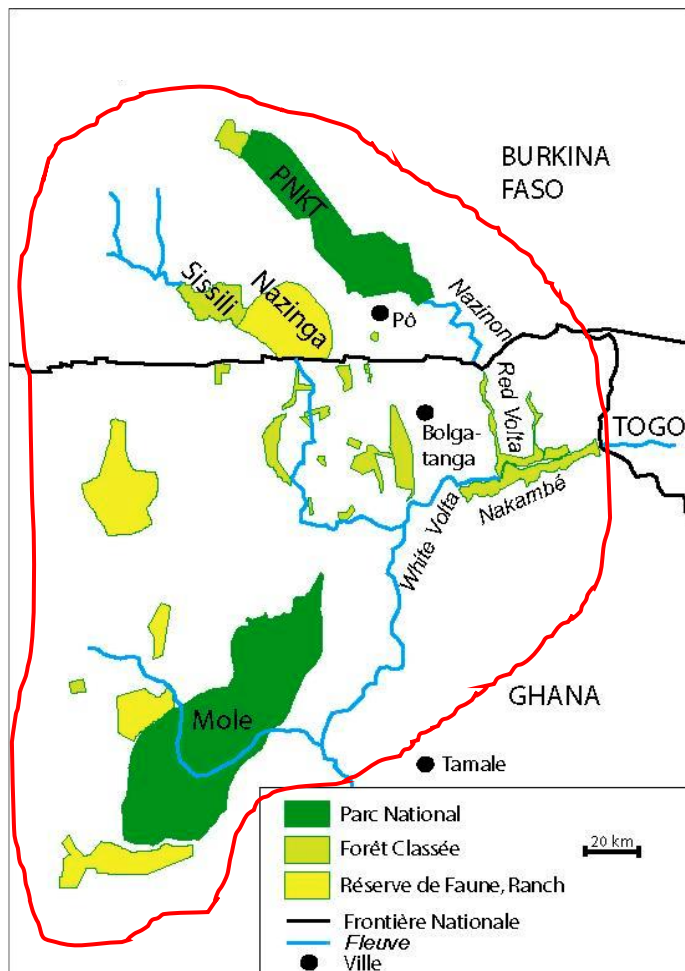 BURKINA
FASO
PNKT
Sissili
Nazinga
Nazinon
Pô
Red Volta
TOGO
Bolga-
tanga
Nakambé
White Volta
GHANA
Mole
Tamale
Parc National
Forêt Classée
20 km
Réserve de Faune, Ranch
Frontière Nationale
Fleuve
Ville